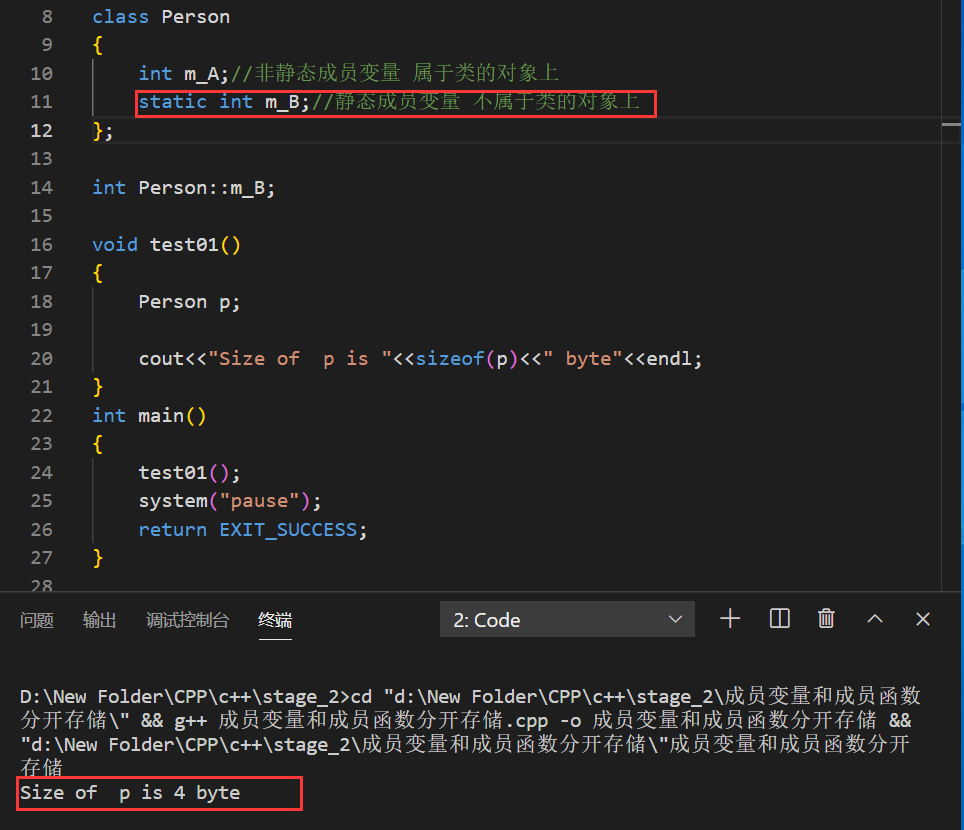 8 class Person
9 {
10 int m_A;//非静态成员变量 属于类的对象上
11 static int m_B;//静态成员变量 不属于类的对象上
12 };
13
14 int Person::m_B;
15
16 void test01()
17 {
18 Person p;
19
20 cout<<"Size of  p is "<<sizeof(p)<<" byte"<<endl;
21 }
22 int main()
23 {
24 test01();
25 system("pause");
26 return EXIT_SUCCESS;
27 }
28
问题 输出 调试控制台 终端 2: Code
D:\New Folder\CPP\c++\stage_2>cd "d:\New Folder\CPP\c++\stage_2\成员变量和成员函数
分开存储\" && g++ 成员变量和成员函数分开存储.cpp -o 成员变量和成员函数分开存储 &&
"d:\New Folder\CPP\c++\stage_2\成员变量和成员函数分开存储\"成员变量和成员函数分开
存储
Size of  p is 4 byte